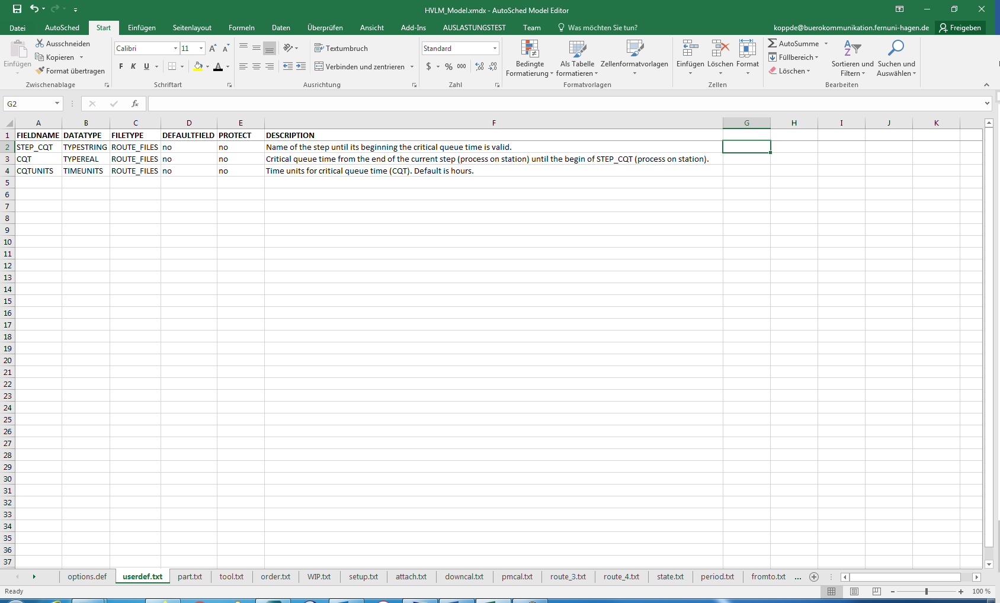 HVLM_Model.xmdx - AutoSched Model Editor
Datei AutoSched Start Einfügen Seitenlayout Formeln Daten Überprüfen Ansicht Add-Ins AUSLASTUNGSTEST Team Was möchten Sie tun? koppde@buerokommunikation.fernuni-hagen.de Freigeben
Einfügen
Ausschneiden
Kopieren
Format übertragen
Zwischenablage
Calibri 11
F K U
Schriftart
Textumbruch
Verbinden und zentrieren
Ausrichtung
Standard
$ % 000
Zahl
Bedingte Formatierung
Als Tabelle formatieren
Zellenformatvorlagen
Formatvorlagen
Einfügen Löschen Format
Zellen
AutoSumme
Füllbereich
Löschen
Sortieren und Filtern
Suchen und Auswählen
Bearbeiten
G2 fx
A B C D E F G H I J K
1 FIELDNAME DATATYPE FILETYPE DEFAULTFIELD PROTECT DESCRIPTION
2 STEP_CQT TYPESTRING ROUTE_FILES no no Name of the step until its beginning the critical queue time is valid.
3 CQT TYPEREAL ROUTE_FILES no no Critical queue time from the end of the current step (process on station) until the begin of STEP_CQT (process on station).
4 CQTUNITS TIMEUNITS ROUTE_FILES no no Time units for critical queue time (CQT). Default is hours.
5
6
7
8
9
10
11
12
13
14
15
16
17
18
19
20
21
22
23
24
25
26
27
28
29
30
31
32
33
34
35
36
37
options.def userdef.txt part.txt tool.txt order.txt WIP.txt setup.txt attach.txt downcal.txt pmcal.txt route_3.txt route_4.txt state.txt period.txt fromto.txt ...
Ready 100 %